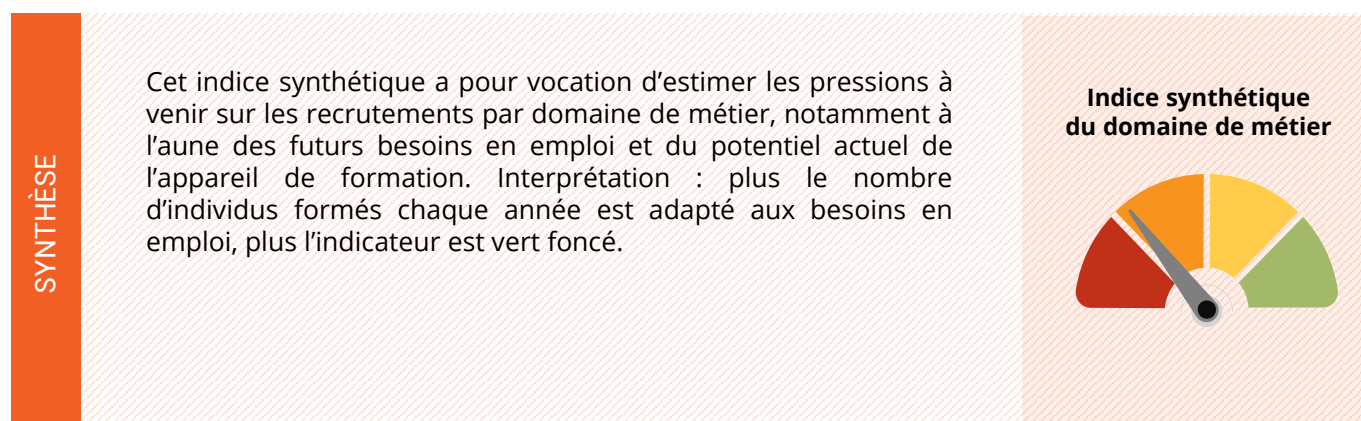 SYNTHÈSE
Cet indice synthétique a pour vocation d’estimer les pressions à
venir sur les recrutements par domaine de métier, notamment à
l’aune des futurs besoins en emploi et du potentiel actuel de
l’appareil de formation. Interprétation : plus le nombre
d’individus formés chaque année est adapté aux besoins en
emploi, plus l’indicateur est vert foncé.
Indice synthétique
du domaine de métier